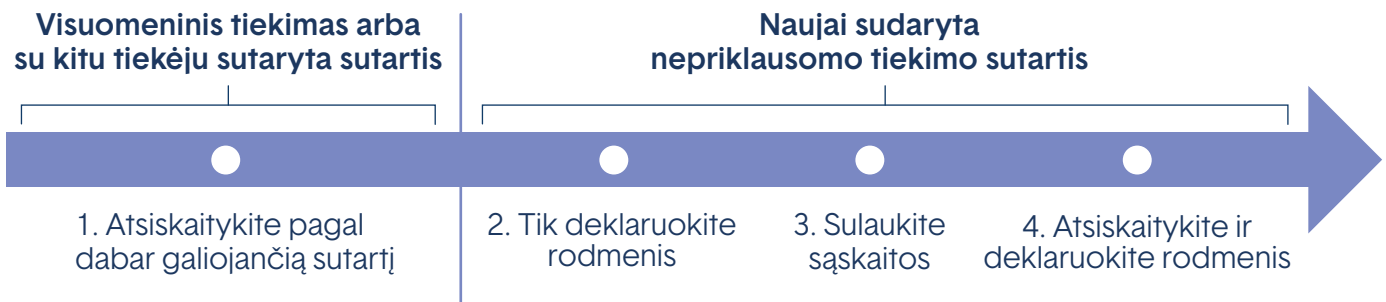 Visuomeninis tiekimas arba
su kitu tiekėju sutaryta sutartis
Naujai sudaryta
nepriklausomo tiekimo sutartis
1. Atsiskaitykite pagal
dabar galiojančią sutartį
2. Tik deklaruokite
rodmenis
3. Sulaukite
sąskaitos
4. Atsiskaitykite ir
deklaruokite rodmenis